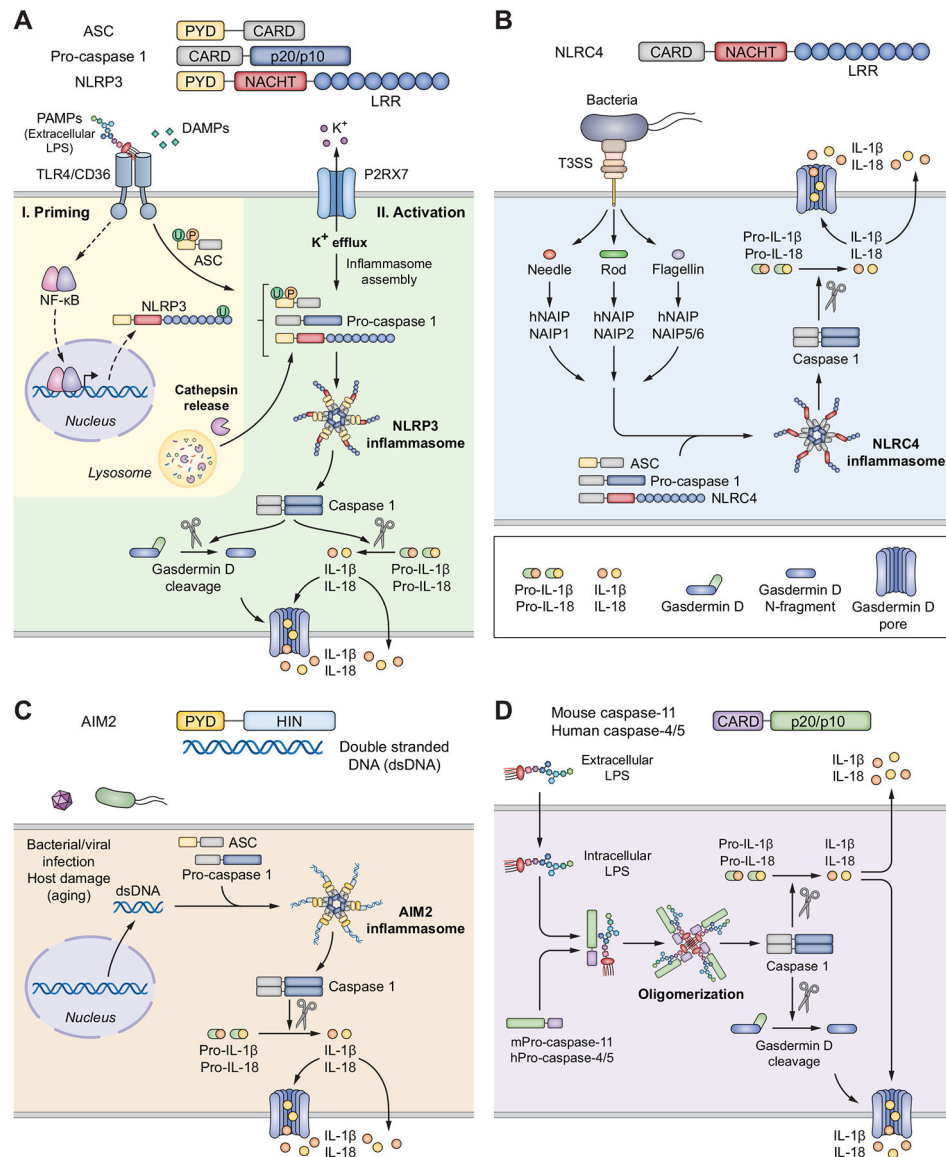 A
ASC
PYD
CARD
Pro-caspase 1
CARD
p20/p10
NLRP3
PYD
NACHT
LRR
PAMPs
(Extracellular
LPS)
DAMPs
TLR4/CD36
K+
P2RX7
I. Priming
II. Activation
U
P
ASC
K+ efflux
Inflammasome
assembly
NF-κB
NLRP3
U
U
P
Pro-caspase 1
Nucleus
Cathepsin
release
Lysosome
NLRP3
inflammasome
Caspase 1
Gasdermin D
cleavage
IL-1β
IL-18
Pro-IL-1β
Pro-IL-18
IL-1β
IL-18
B
NLRC4
CARD
NACHT
LRR
Bacteria
T3SS
IL-1β
IL-18
Needle
Rod
Flagellin
Pro-IL-1β
Pro-IL-18
IL-1β
IL-18
hNAIP
NAIP1
hNAIP
NAIP2
hNAIP
NAIP5/6
Caspase 1
NLRC4
inflammasome
ASC
Pro-caspase 1
NLRC4
Pro-IL-1β
Pro-IL-18
IL-1β
IL-18
Gasdermin D
Gasdermin D
N-fragment
Gasdermin D
pore
C
AIM2
PYD
HIN
Double stranded
DNA (dsDNA)
Bacterial/viral
infection
Host damage
(aging)
dsDNA
ASC
Pro-caspase 1
AIM2
inflammasome
Nucleus
Caspase 1
Pro-IL-1β
Pro-IL-18
IL-1β
IL-18
IL-1β
IL-18
D
Mouse caspase-11
Human caspase-4/5
CARD
p20/p10
Extracellular
LPS
IL-1β
IL-18
Intracellular
LPS
Pro-IL-1β
Pro-IL-18
IL-1β
IL-18
Oligomerization
Caspase 1
mPro-caspase-11
hPro-caspase-4/5
Gasdermin D
cleavage
IL-1β
IL-18